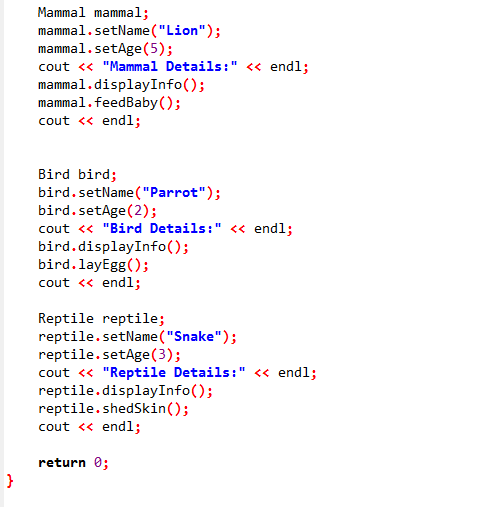 Mammal mammal;
mammal.setName("Lion");
mammal.setAge(5);
cout << "Mammal Details:" << endl;
mammal.displayInfo();
mammal.feedBaby();
cout << endl;
Bird bird;
bird.setName("Parrot");
bird.setAge(2);
cout << "Bird Details:" << endl;
bird.displayInfo();
bird.layEgg();
cout << endl;
Reptile reptile;
reptile.setName("Snake");
reptile.setAge(3);
cout << "Reptile Details:" << endl;
reptile.displayInfo();
reptile.shedSkin();
cout << endl;
return 0;
}